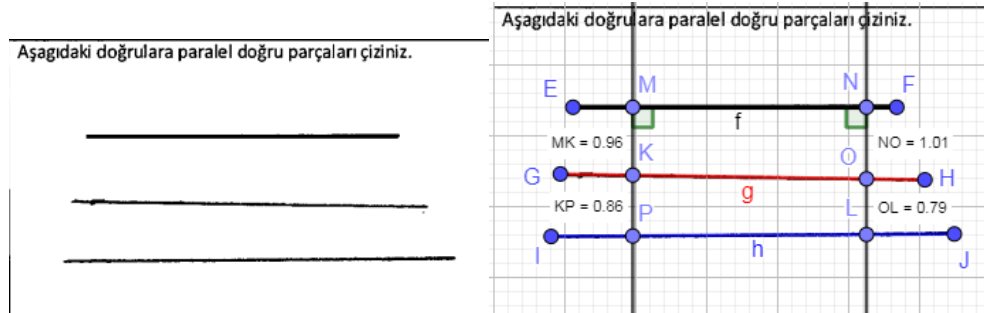 Aşagıdaki doğrulara paralel doğru parçaları çiziniz.
Aşagıdaki doğrulara paralel doğru parçaları çiziniz.
E M N F
f
MK = 0.96 K O NO = 1.01
G H
g
KP = 0.86 P L OL = 0.79
I h J